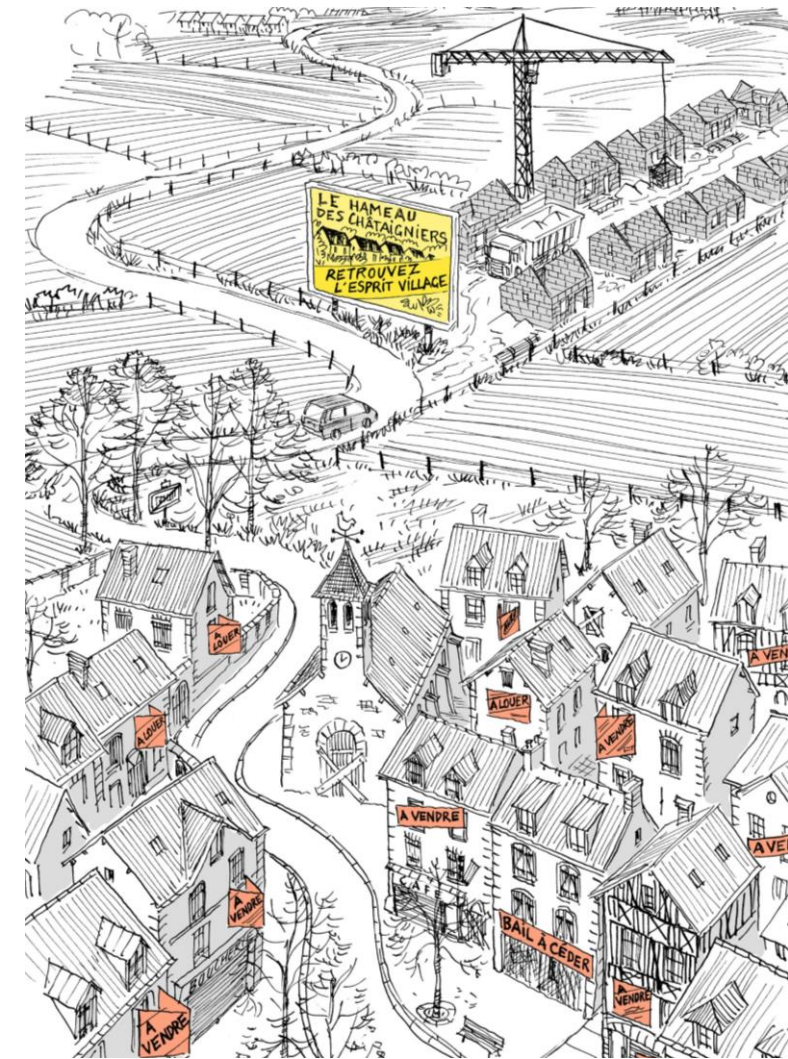 LE HAMEAU
DES CHÂTAIGNIERS
RETROUVEZ
L'ESPRIT VILLAGE
A
LOUER
A LOUER
A LOUER
A VENDRE
A VEN
A VENDRE
A VE
CAFÉ
A
VENDRE
BAIL À CÉDER
BOUCHERIE
A
VENDRE
A
VENDRE